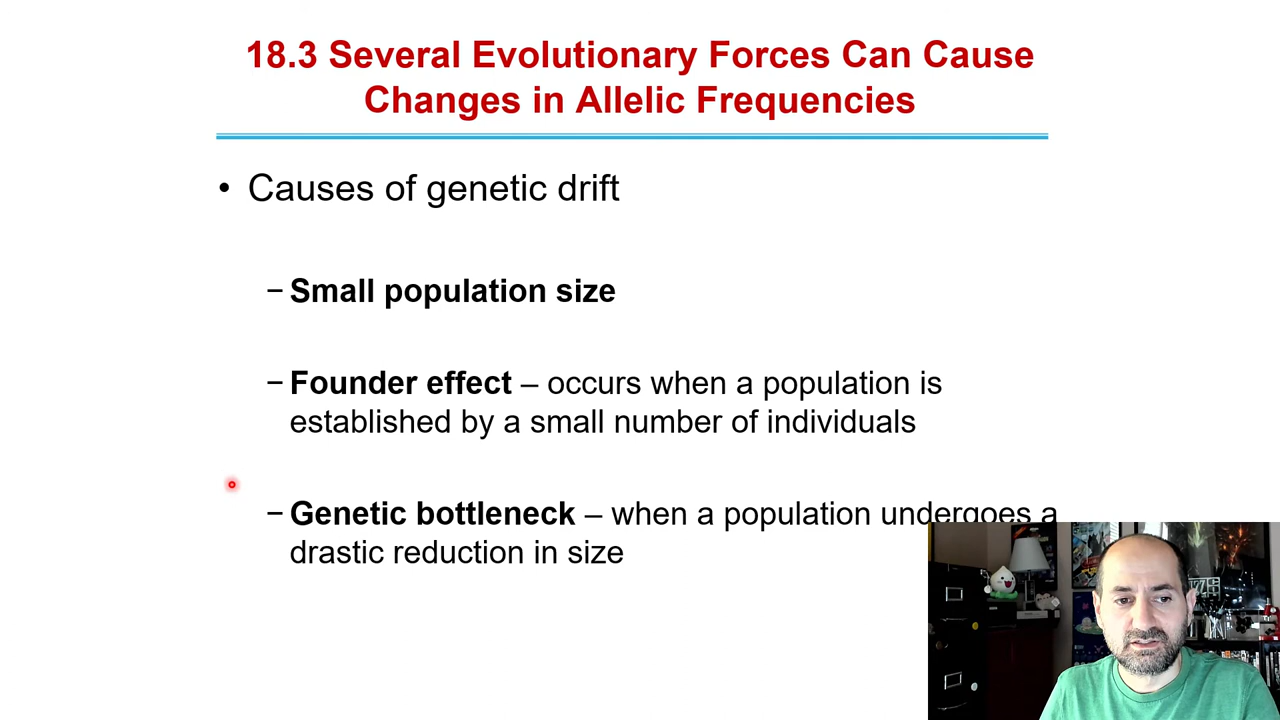 18.3 Several Evolutionary Forces Can Cause
Changes in Allelic Frequencies
• Causes of genetic drift
– Small population size
– Founder effect – occurs when a population is
established by a small number of individuals
– Genetic bottleneck – when a population undergoes a
drastic reduction in size